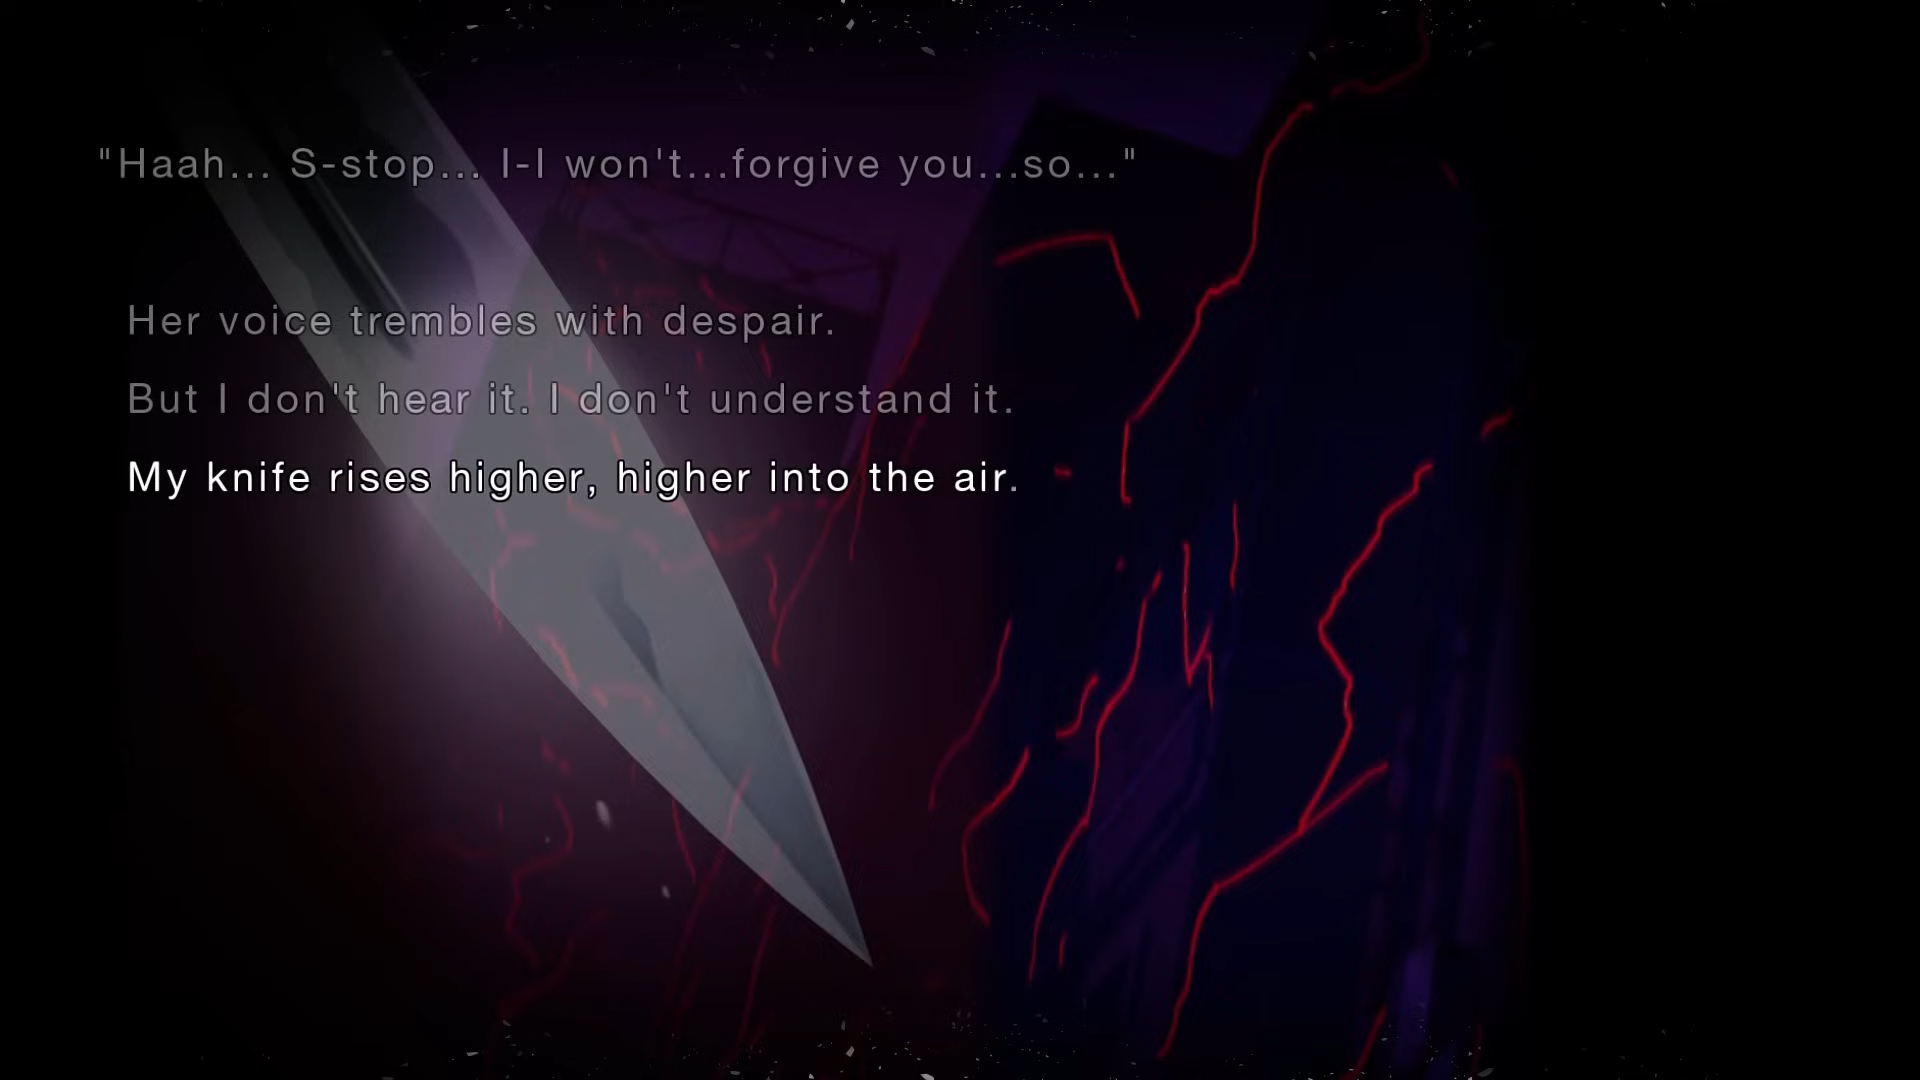 "Haah... S-stop... I-I won't...forgive you...so..."
Her voice trembles with despair.
But I don't hear it. I don't understand it.
My knife rises higher, higher into the air.